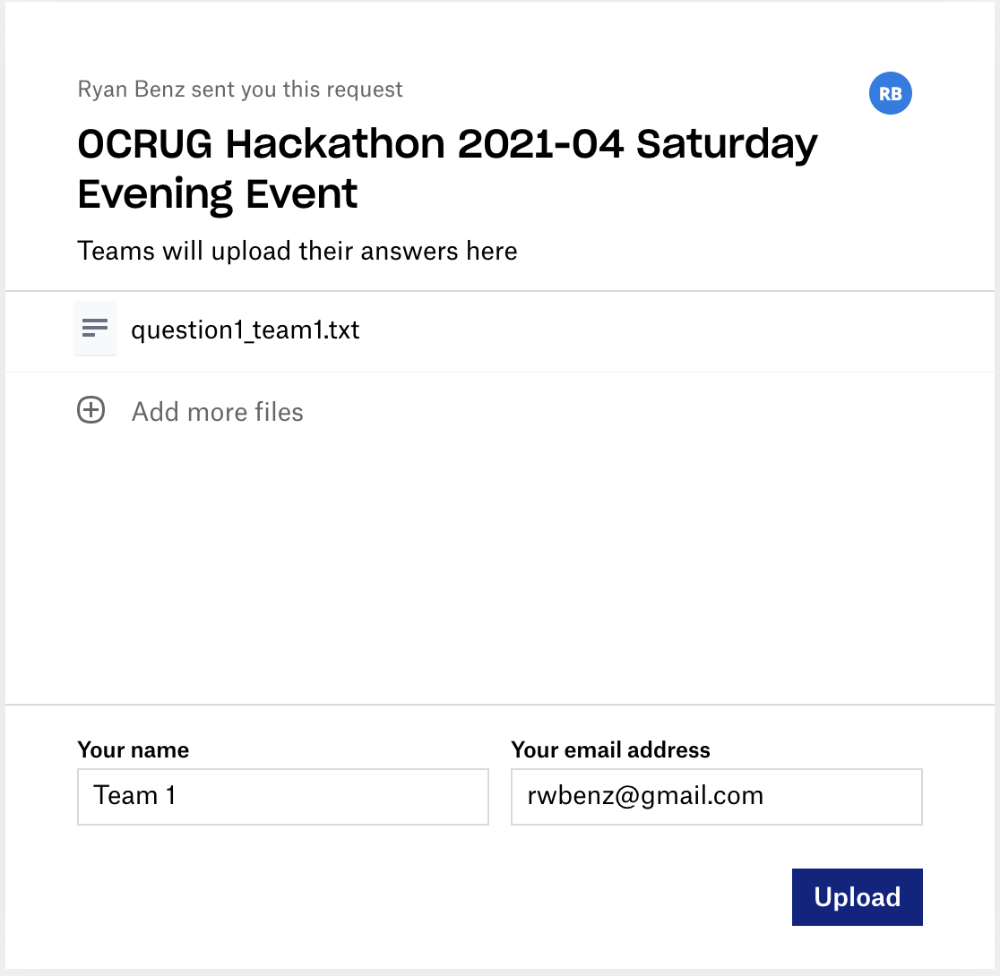 Ryan Benz sent you this request
RB
OCRUG Hackathon 2021-04 Saturday
Evening Event
Teams will upload their answers here
question1_team1.txt
Add more files
Your name
Your email address
Team 1
rwbenz@gmail.com
Upload